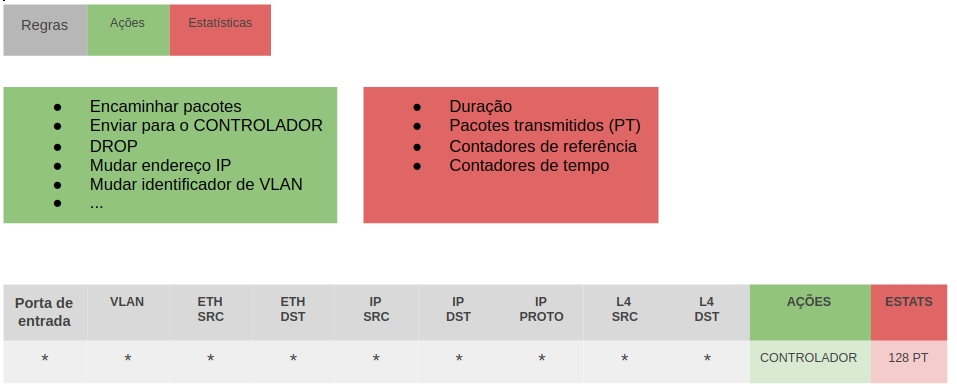 Regras Ações Estatísticas
● Encaminhar pacotes
● Enviar para o CONTROLADOR
● DROP
● Mudar endereço IP
● Mudar identificador de VLAN
● ...
● Duração
● Pacotes transmitidos (PT)
● Contadores de referência
● Contadores de tempo
Porta de entrada VLAN ETH SRC ETH DST IP SRC IP DST IP PROTO L4 SRC L4 DST AÇÕES ESTATS
* * * * * * * * * CONTROLADOR 128 PT